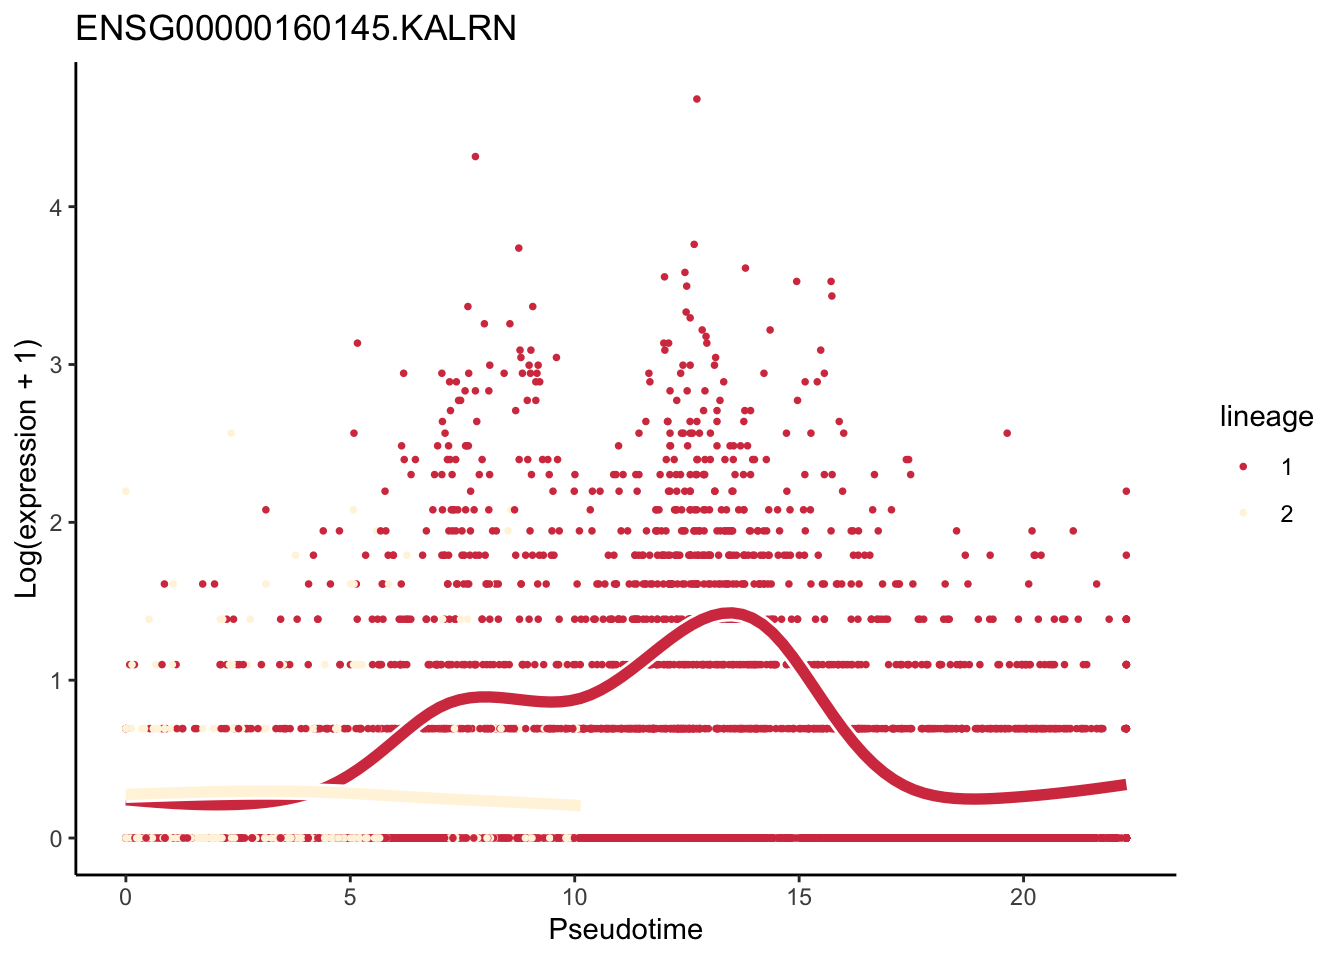 ENSG00000160145.KALRN
Log(expression + 1)
4
3
2
1
0
0 5 10 15 20
Pseudotime
lineage
1
2